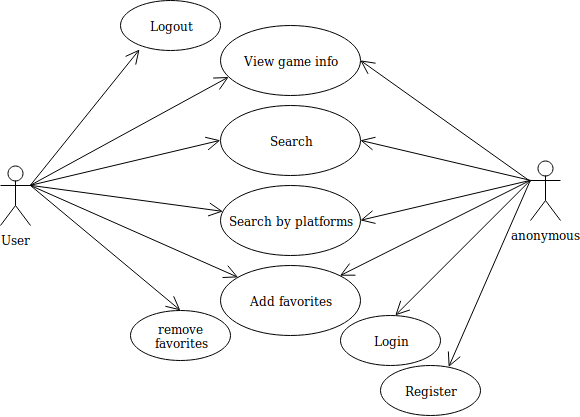 Logout
View game info
Search
User
anonymous
Search by platforms
Add favorites
remove
favorites
Login
Register